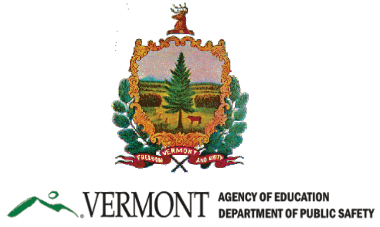 FREEDOM VERMONT AND UNITY
VERMONT AGENCY OF EDUCATION
DEPARTMENT OF PUBLIC SAFETY